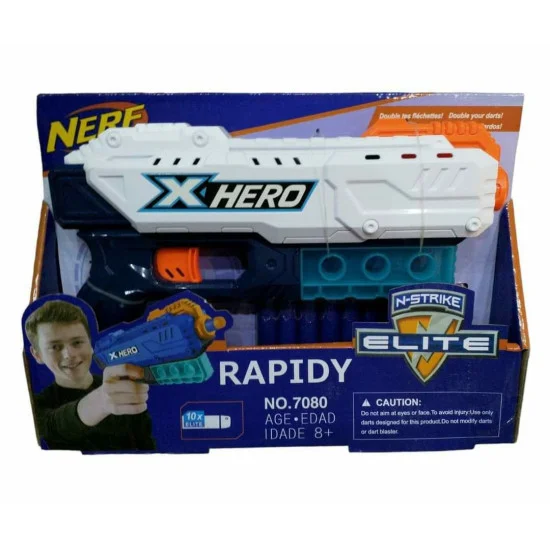 NERF
Double tes fléchettes! Double your darts!
X HERO
N-STRIKE
ELITE
X HERO
RAPIDY
10x
ELITE
NO.7080
AGE•EDAD
IDADE 8+
⚠ CAUTION:
Do not aim at eyes or face,To avoid injury:Use only
darts designed for this product.Do not modify darts
or dart blaster.